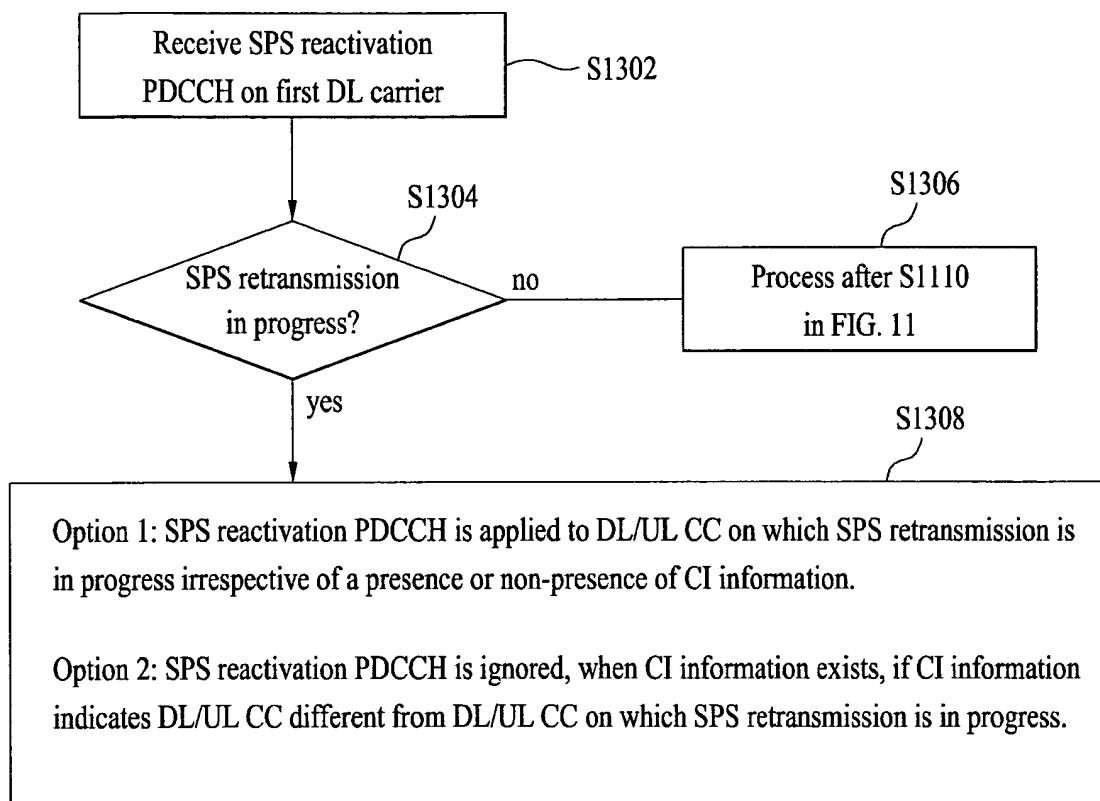 Receive SPS reactivation
PDCCH on first DL carrier
S1302
S1304
SPS retransmission
in progress?
no
S1306
Process after S1110
in FIG. 11
yes
S1308
Option 1: SPS reactivation PDCCH is applied to DL/UL CC on which SPS retransmission is
in progress irrespective of a presence or non-presence of CI information.
Option 2: SPS reactivation PDCCH is ignored, when CI information exists, if CI information
indicates DL/UL CC different from DL/UL CC on which SPS retransmission is in progress.